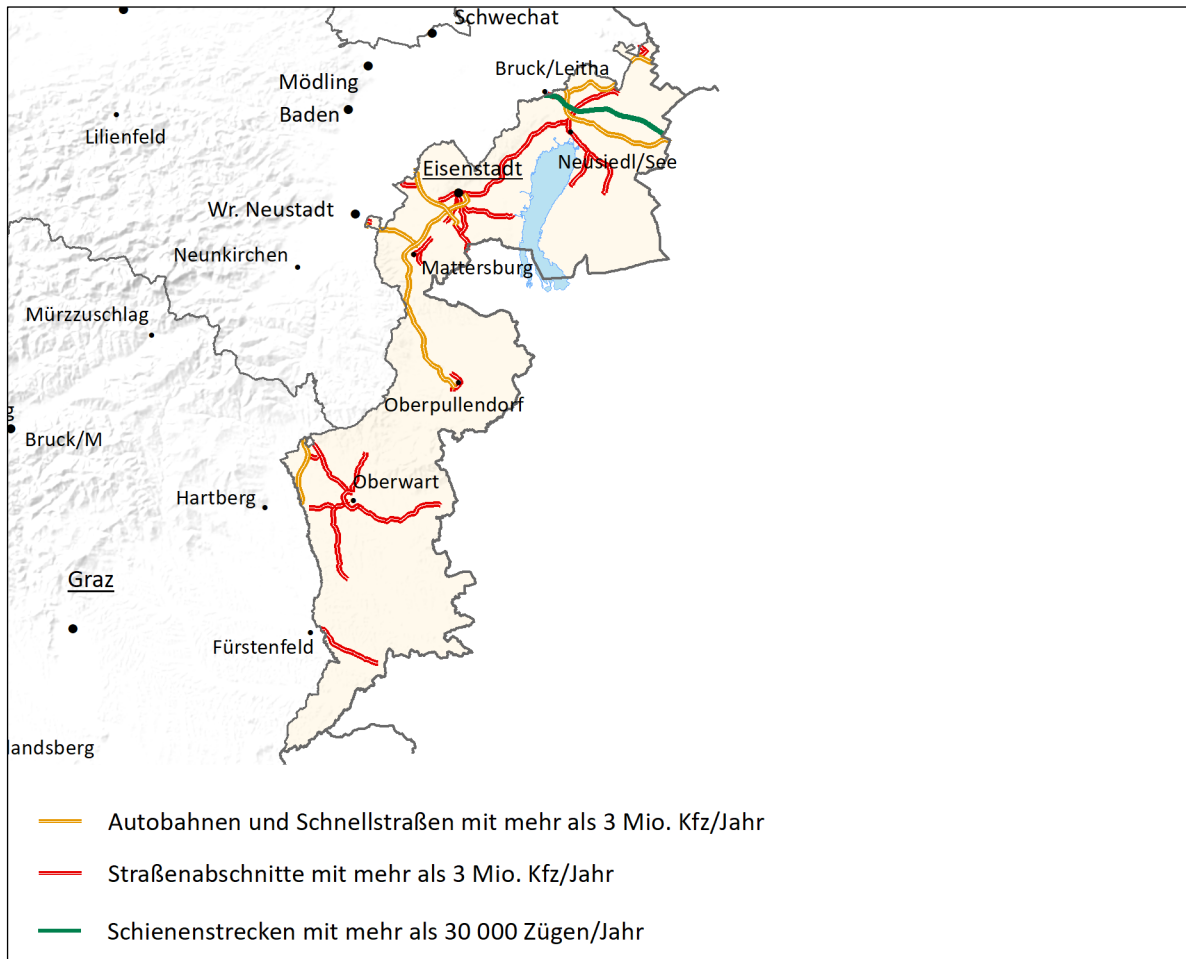 Schwechat
Bruck/Leitha
Mödling
Baden
Lilienfeld
Neusiedl/See
Eisenstadt
Wr. Neustadt
Neunkirchen
Mattersburg
Mürzzuschlag
Oberpullendorf
g
Bruck/M
Oberwart
Hartberg
Graz
Fürstenfeld
landsberg
Autobahnen und Schnellstraßen mit mehr als 3 Mio. Kfz/Jahr
Straßenabschnitte mit mehr als 3 Mio. Kfz/Jahr
Schienenstrecken mit mehr als 30 000 Zügen/Jahr